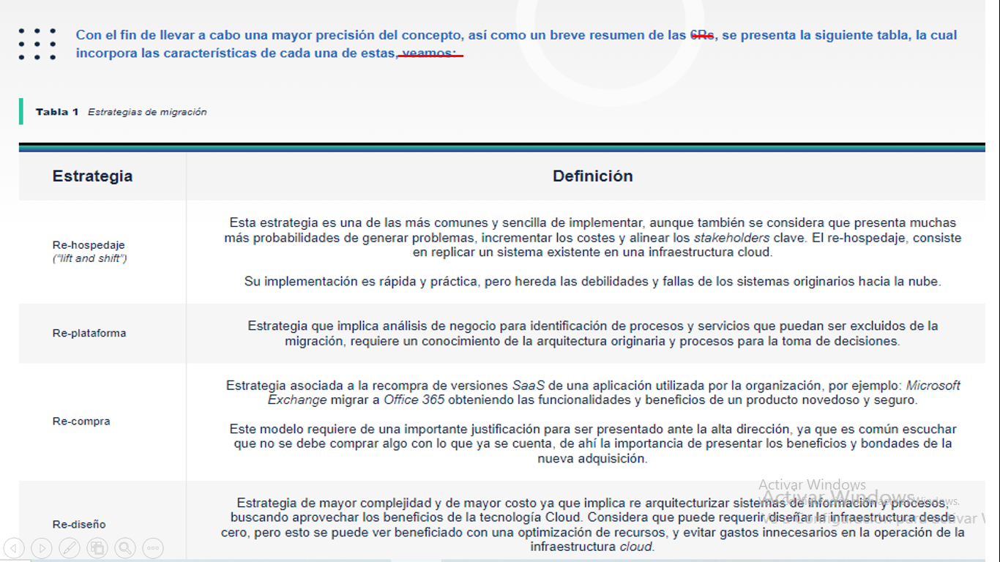 Con el fin de llevar a cabo una mayor precisión del concepto, así como un breve resumen de las 6Rs, se presenta la siguiente tabla, la cual
incorpora las características de cada una de estas, veamos:
Tabla 1 Estrategias de migración
Estrategia
Definición
Re-hospedaje
("lift and shift")
Esta estrategia es una de las más comunes y sencilla de implementar, aunque también se considera que presenta muchas
más probabilidades de generar problemas, incrementar los costes y alinear los stakeholders clave. El re-hospedaje, consiste
en replicar un sistema existente en una infraestructura cloud.
Su implementación es rápida y práctica, pero hereda las debilidades y fallas de los sistemas originarios hacia la nube.
Re-plataforma
Estrategia que implica análisis de negocio para identificación de procesos y servicios que puedan ser excluidos de la
migración, requiere un conocimiento de la arquitectura originaria y procesos para la toma de decisiones.
Re-compra
Estrategia asociada a la recompra de versiones SaaS de una aplicación utilizada por la organización, por ejemplo: Microsoft
Exchange migrar a Office 365 obteniendo las funcionalidades y beneficios de un producto novedoso y seguro.
Este modelo requiere de una importante justificación para ser presentado ante la alta dirección, ya que es común escuchar
que no se debe comprar algo con lo que ya se cuenta, de ahí la importancia de presentar los beneficios y bondades de la
nueva adquisición.
Re-diseño
Estrategia de mayor complejidad y de mayor costo ya que implica re arquitecturizar sistemas de información y procesos,
buscando aprovechar los beneficios de la tecnología Cloud. Considera que puede requerir diseñar la infraestructura desde
cero, pero esto se puede ver beneficiado con una optimización de recursos, y evitar gastos innecesarios en la operación de la
infraestructura cloud.
Activar Windows
Activar Windows
Ve a Configuración para activar